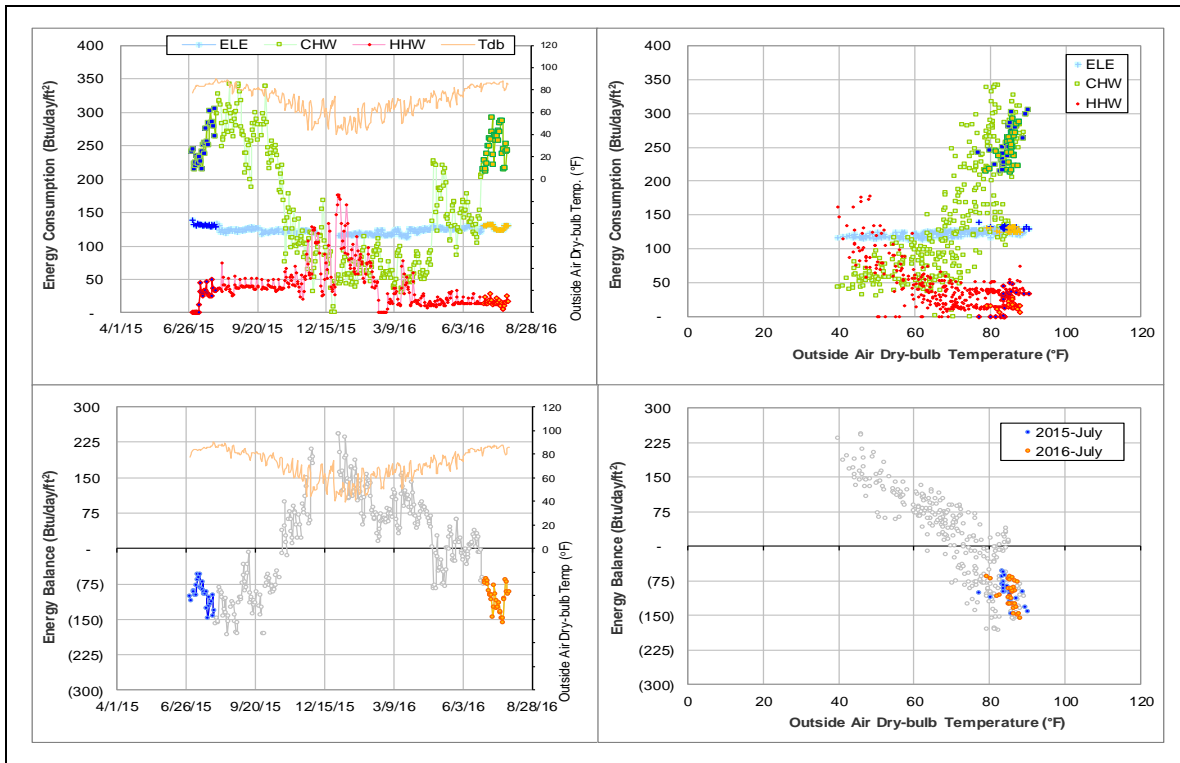 ELE CHW HHW Tdb
Energy Consumption (Btu/day/ft²)
400
350
300
250
200
150
100
50
-
120
100
80
60
40
20
0
Outside Air Dry-bulb Temp. (°F)
4/1/15 6/26/15 9/20/15 12/15/15 3/9/16 6/3/16 8/28/16
Energy Consumption (Btu/day/ft²)
400
350
300
250
200
150
100
50
-
ELE
CHW
HHW
0 20 40 60 80 100 120
Outside Air Dry-bulb Temperature (°F)
Energy Balance (Btu/day/ft²)
300
225
150
75
-
(75)
(150)
(225)
(300)
120
100
80
60
40
20
0
Outside Air Dry-bulb Temp (°F)
4/1/15 6/26/15 9/20/15 12/15/15 3/9/16 6/3/16 8/28/16
Energy Balance (Btu/day/ft²)
300
225
150
75
-
(75)
(150)
(225)
(300)
2015-July
2016-July
0 20 40 60 80 100 120
Outside Air Dry-bulb Temperature (°F)